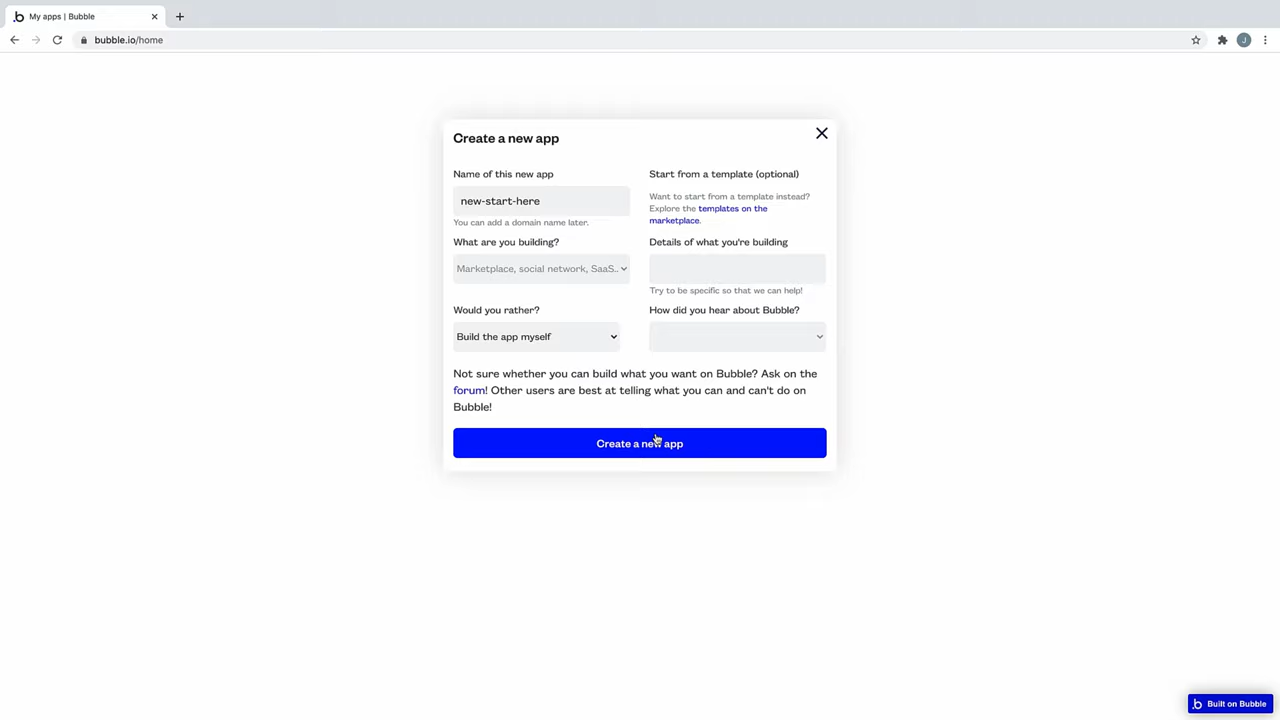 My apps | Bubble
bubble.io/home
J
Create a new app
Name of this new app
new-start-here
You can add a domain name later.
Start from a template (optional)
Want to start from a template instead?
Explore the templates on the
marketplace.
What are you building?
Marketplace, social network, SaaS..
Details of what you're building
Try to be specific so that we can help!
Would you rather?
Build the app myself
How did you hear about Bubble?
Not sure whether you can build what you want on Bubble? Ask on the
forum! Other users are best at telling what you can and can't do on
Bubble!
Create a new app
b Built on Bubble